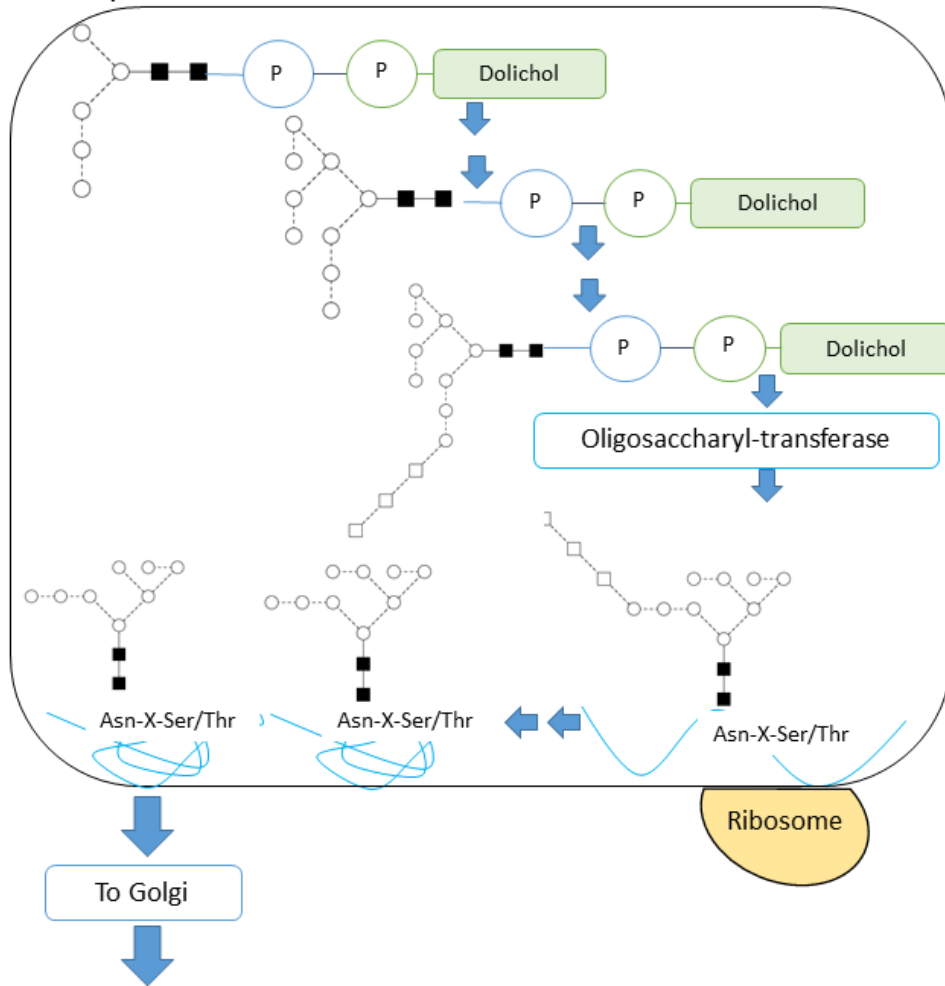 P
P
Dolichol
P
P
Dolichol
P
P
Dolichol
Oligosaccharyl-transferase
Asn-X-Ser/Thr
Asn-X-Ser/Thr
Asn-X-Ser/Thr
Ribosome
To Golgi